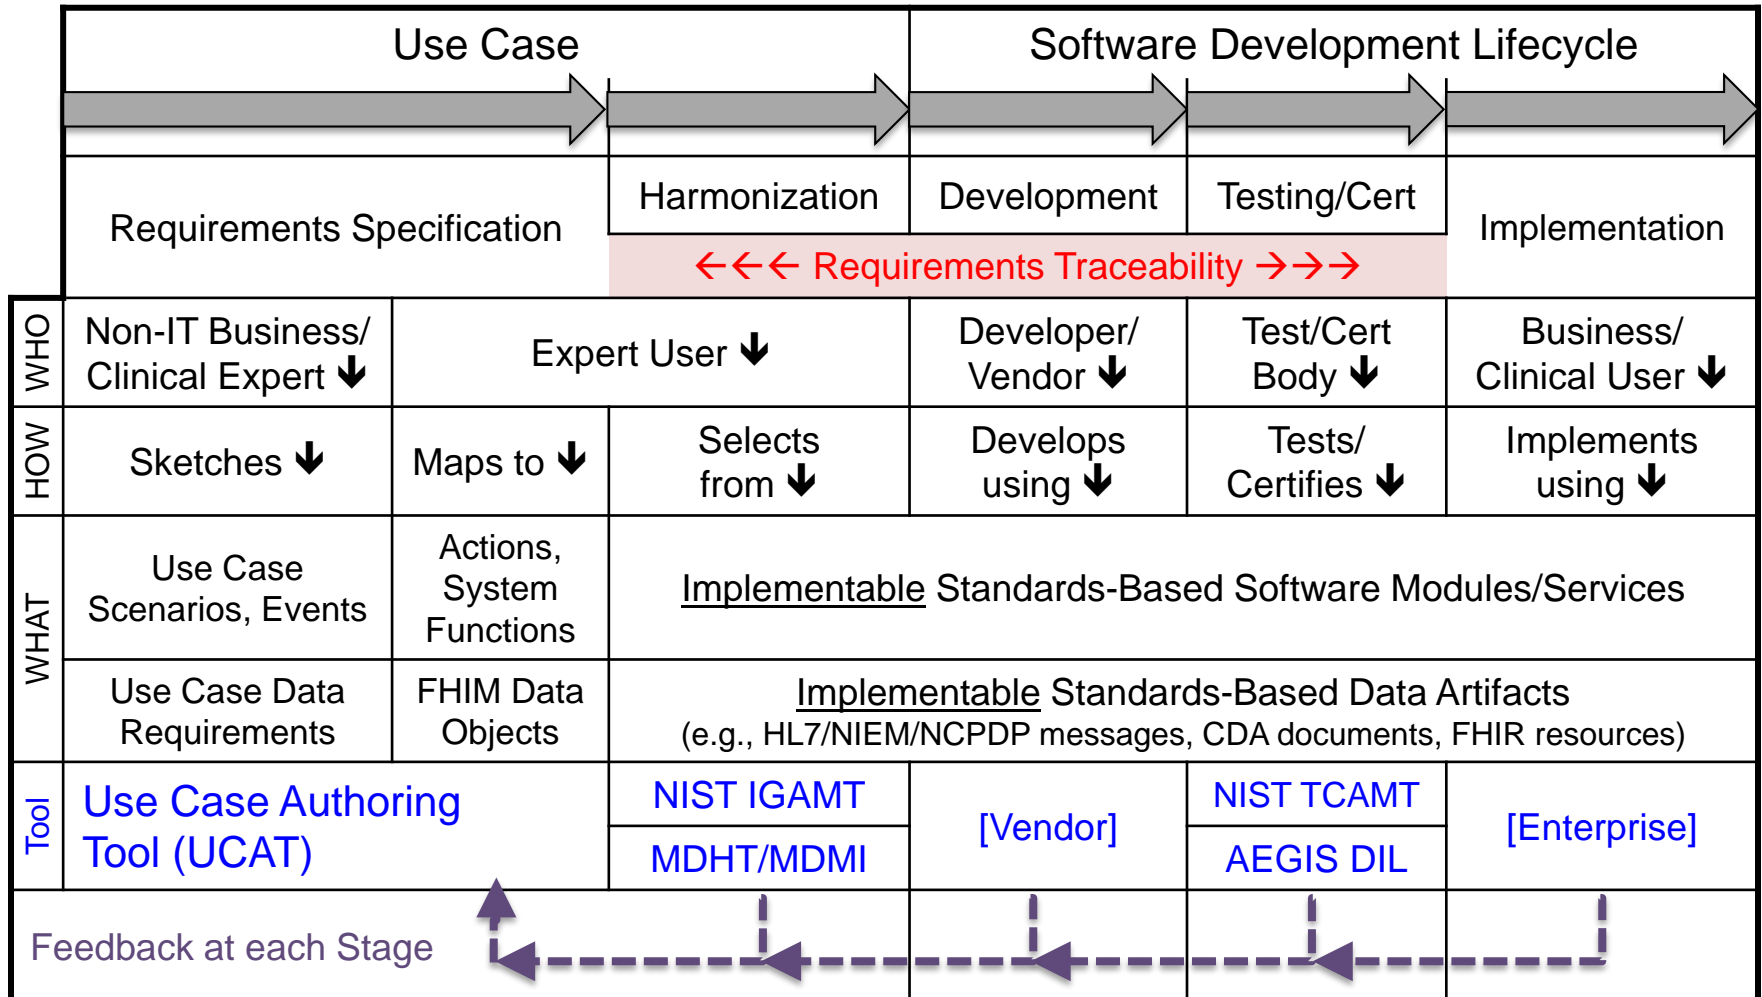 Use Case
Software Development Lifecycle
Requirements Specification
Harmonization
Development
Testing/Cert
Implementation
←←← Requirements Traceability →→→
WHO
Non-IT Business/
Clinical Expert ↓
Expert User ↓
Developer/
Vendor ↓
Test/Cert
Body ↓
Business/
Clinical User ↓
HOW
Sketches ↓
Maps to ↓
Selects
from ↓
Develops
using ↓
Tests/
Certifies ↓
Implements
using ↓
WHAT
Use Case
Scenarios, Events
Actions,
System
Functions
Implementable Standards-Based Software Modules/Services
Use Case Data
Requirements
FHIM Data
Objects
Implementable Standards-Based Data Artifacts
(e.g., HL7/NIEM/NCPDP messages, CDA documents, FHIR resources)
Tool
Use Case Authoring
Tool (UCAT)
NIST IGAMT
MDHT/MDMI
[Vendor]
NIST TCAMT
AEGIS DIL
[Enterprise]
Feedback at each Stage